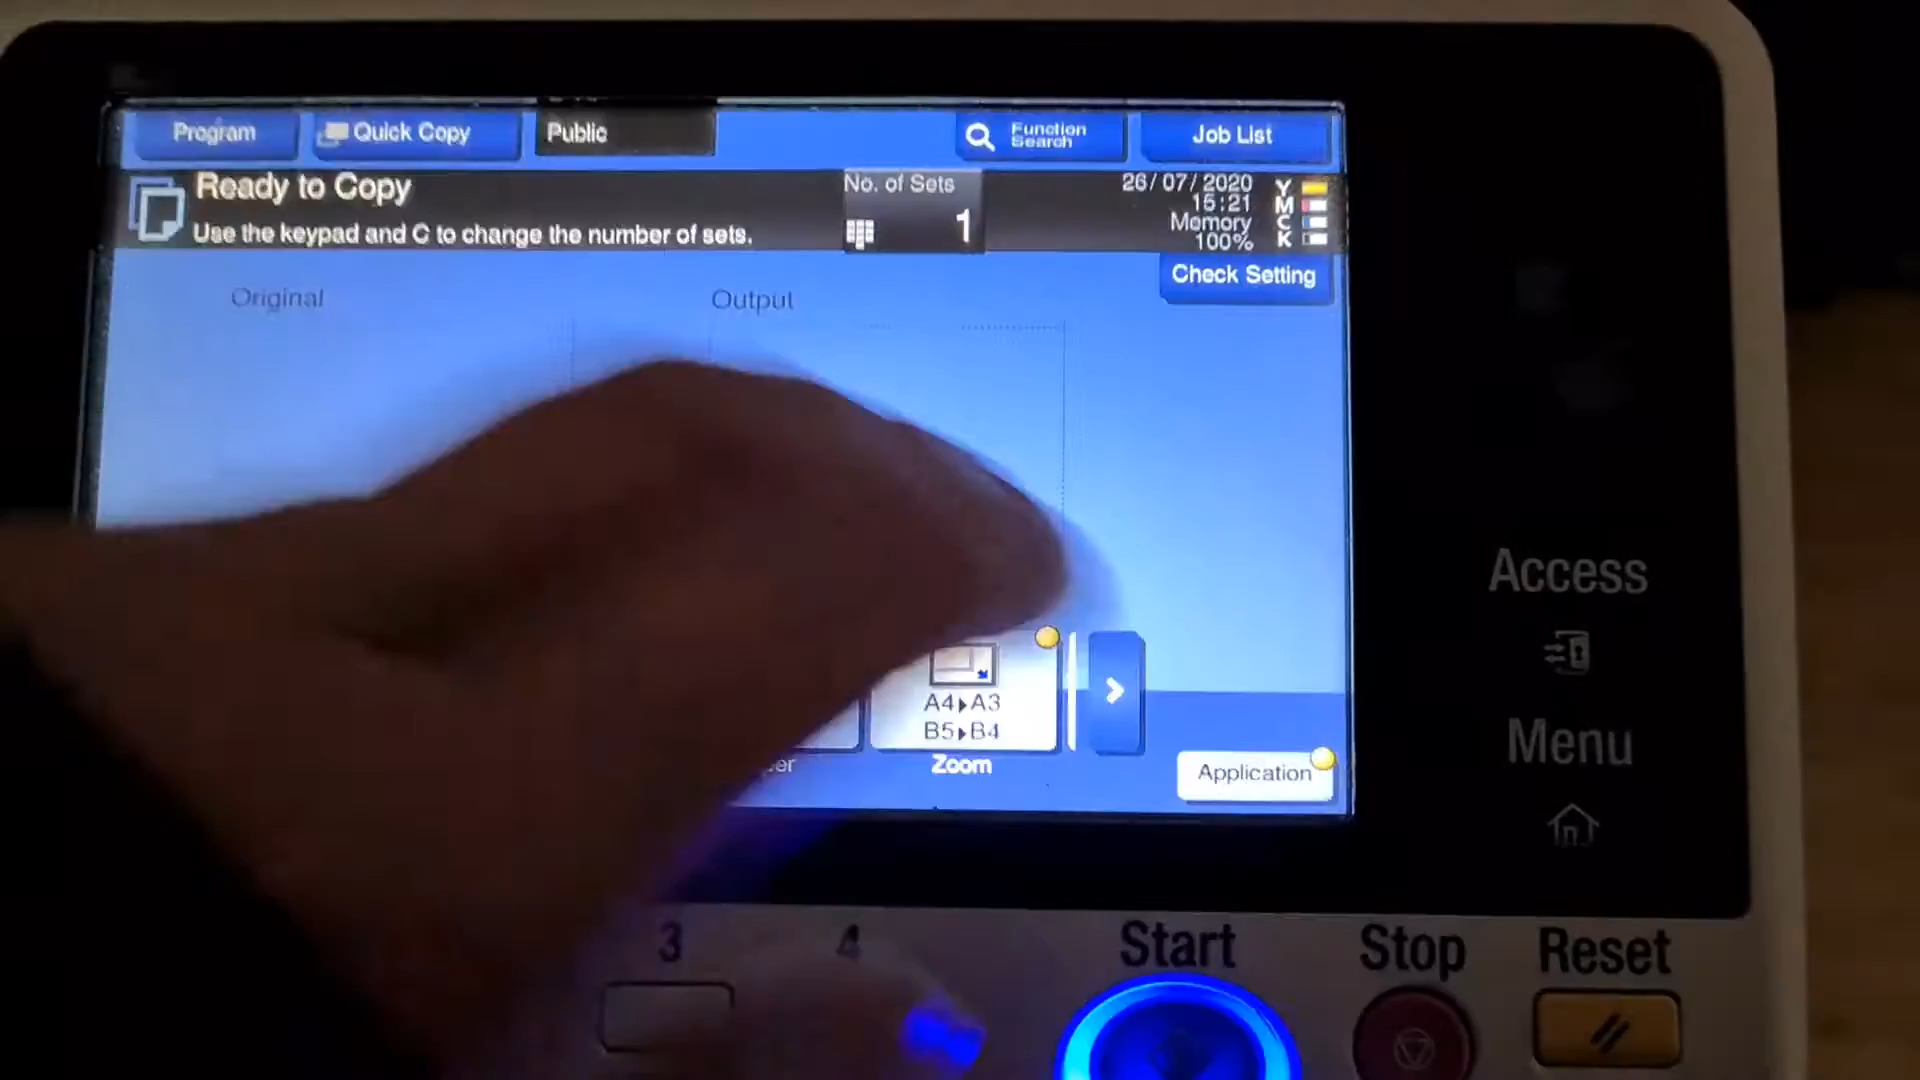 Program
Quick Copy
Public
Function
Search
Job List
Ready to Copy
Use the keypad and C to change the number of sets.
No. of Sets
1
26/07/2020
15:21
Memory
100%
Y
M
C
K
Check Setting
Original
Output
A4▸A3
B5▸B4
Zoom
Application
Access
Menu
3
4
Start
Stop
Reset